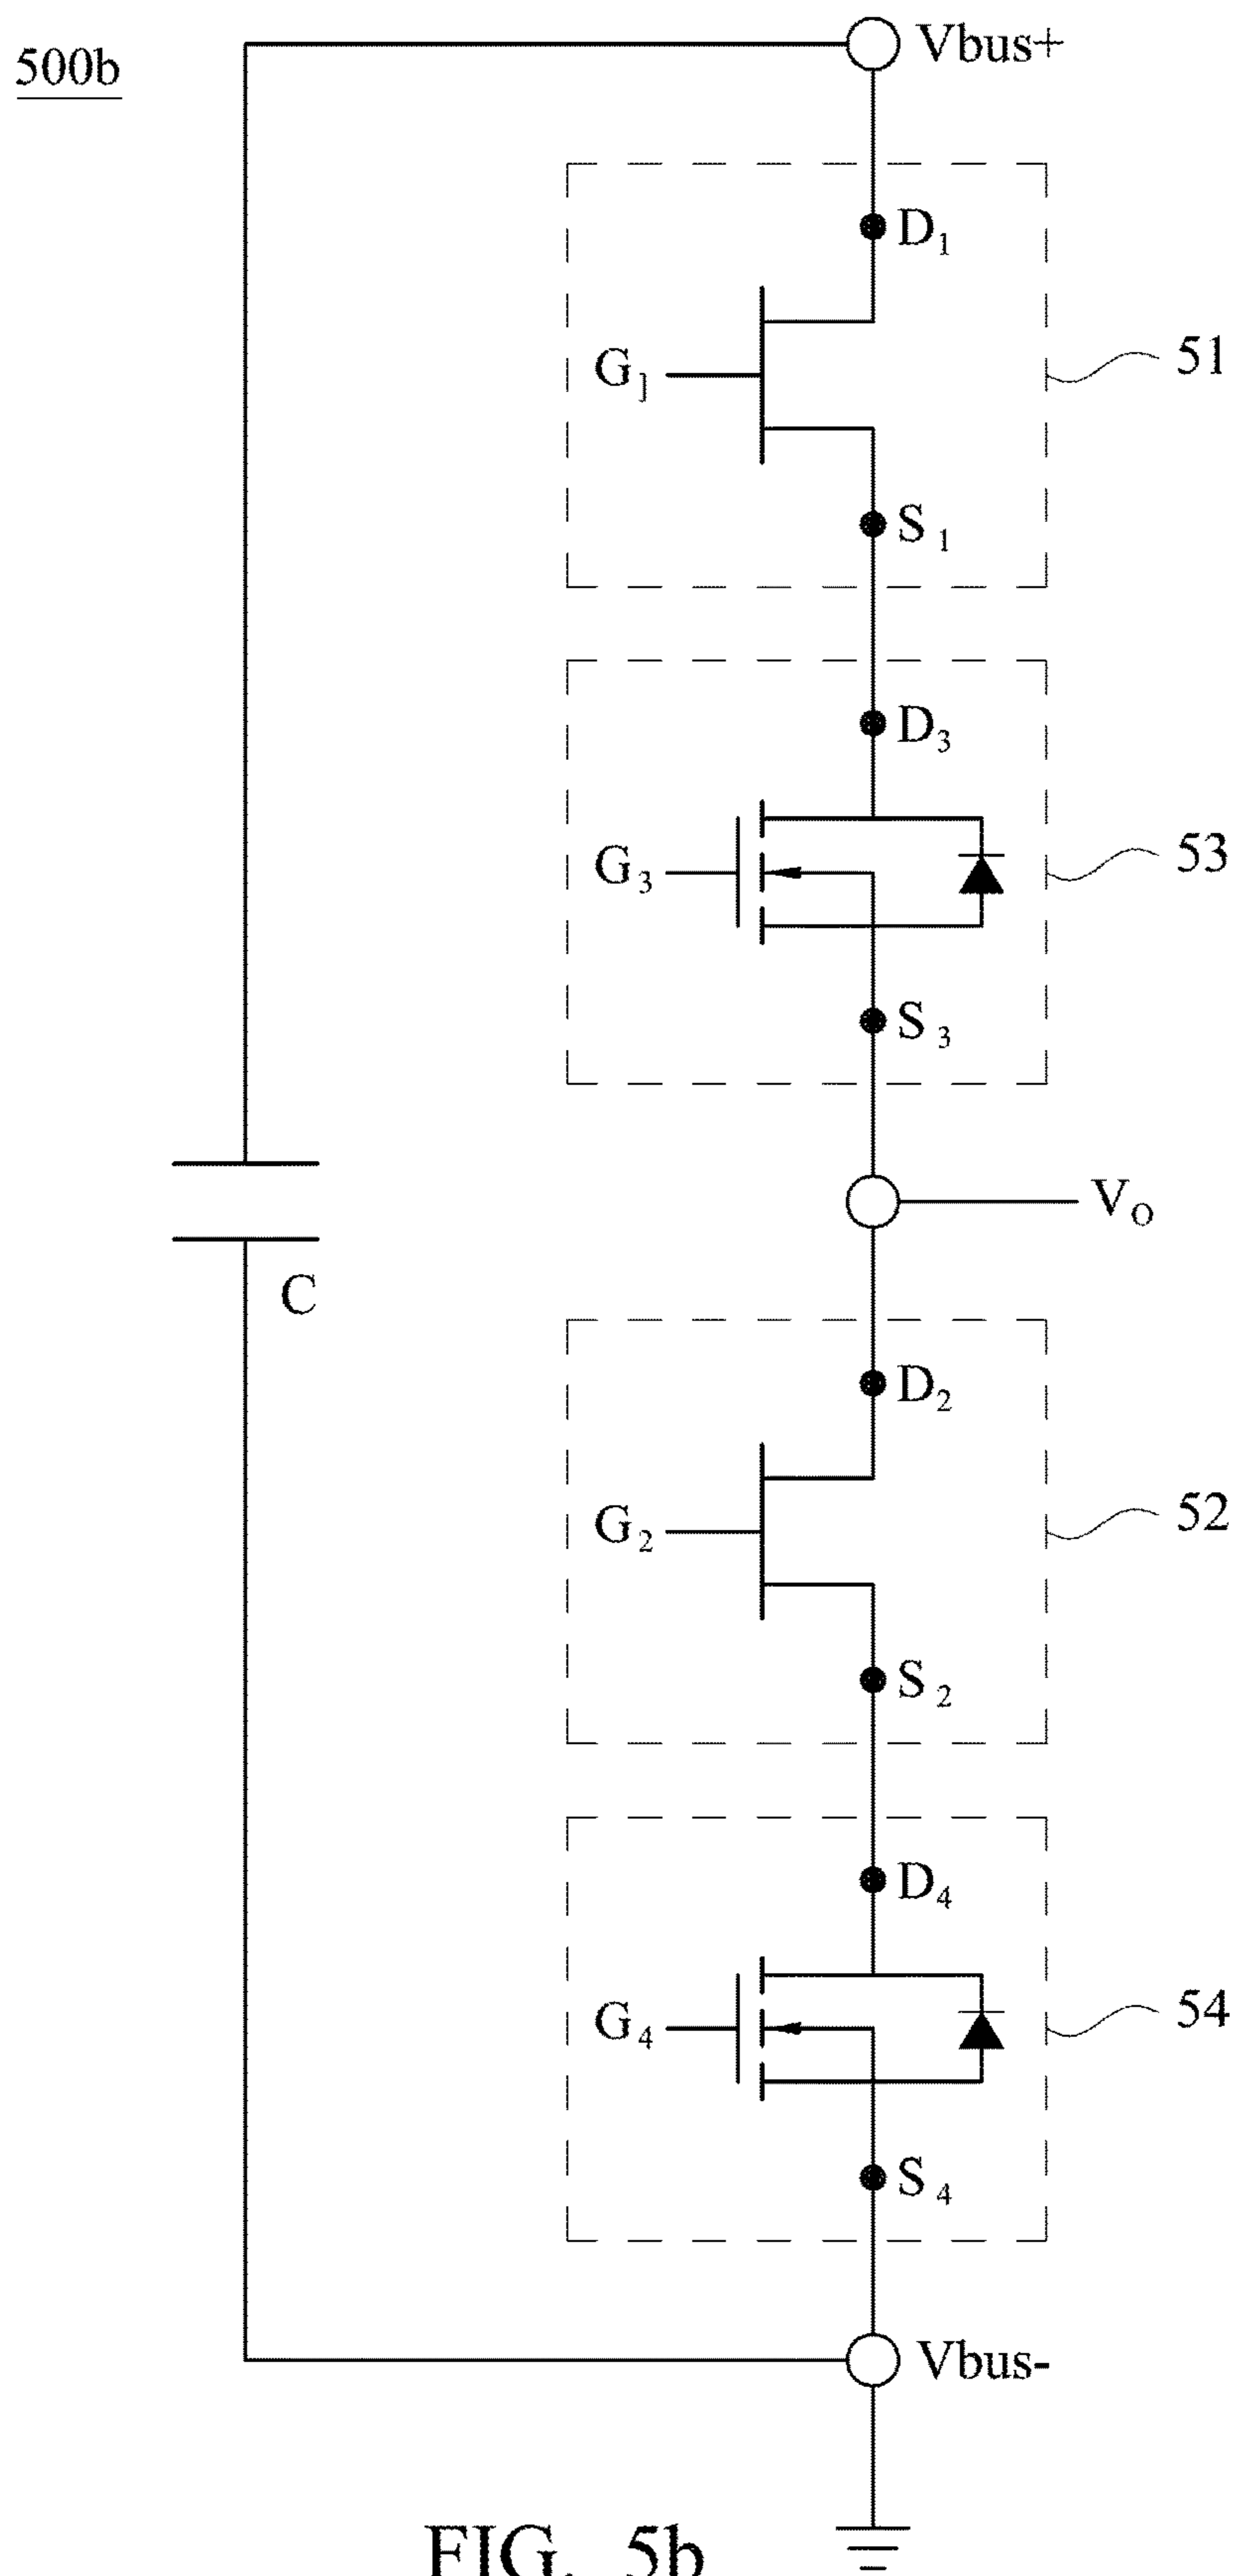 500b
Vbus+
D1
G1
51
S1
D3
G3
53
S3
VO
C
D2
G2
52
S2
D4
G4
54
S4
Vbus-
FIG. 5b